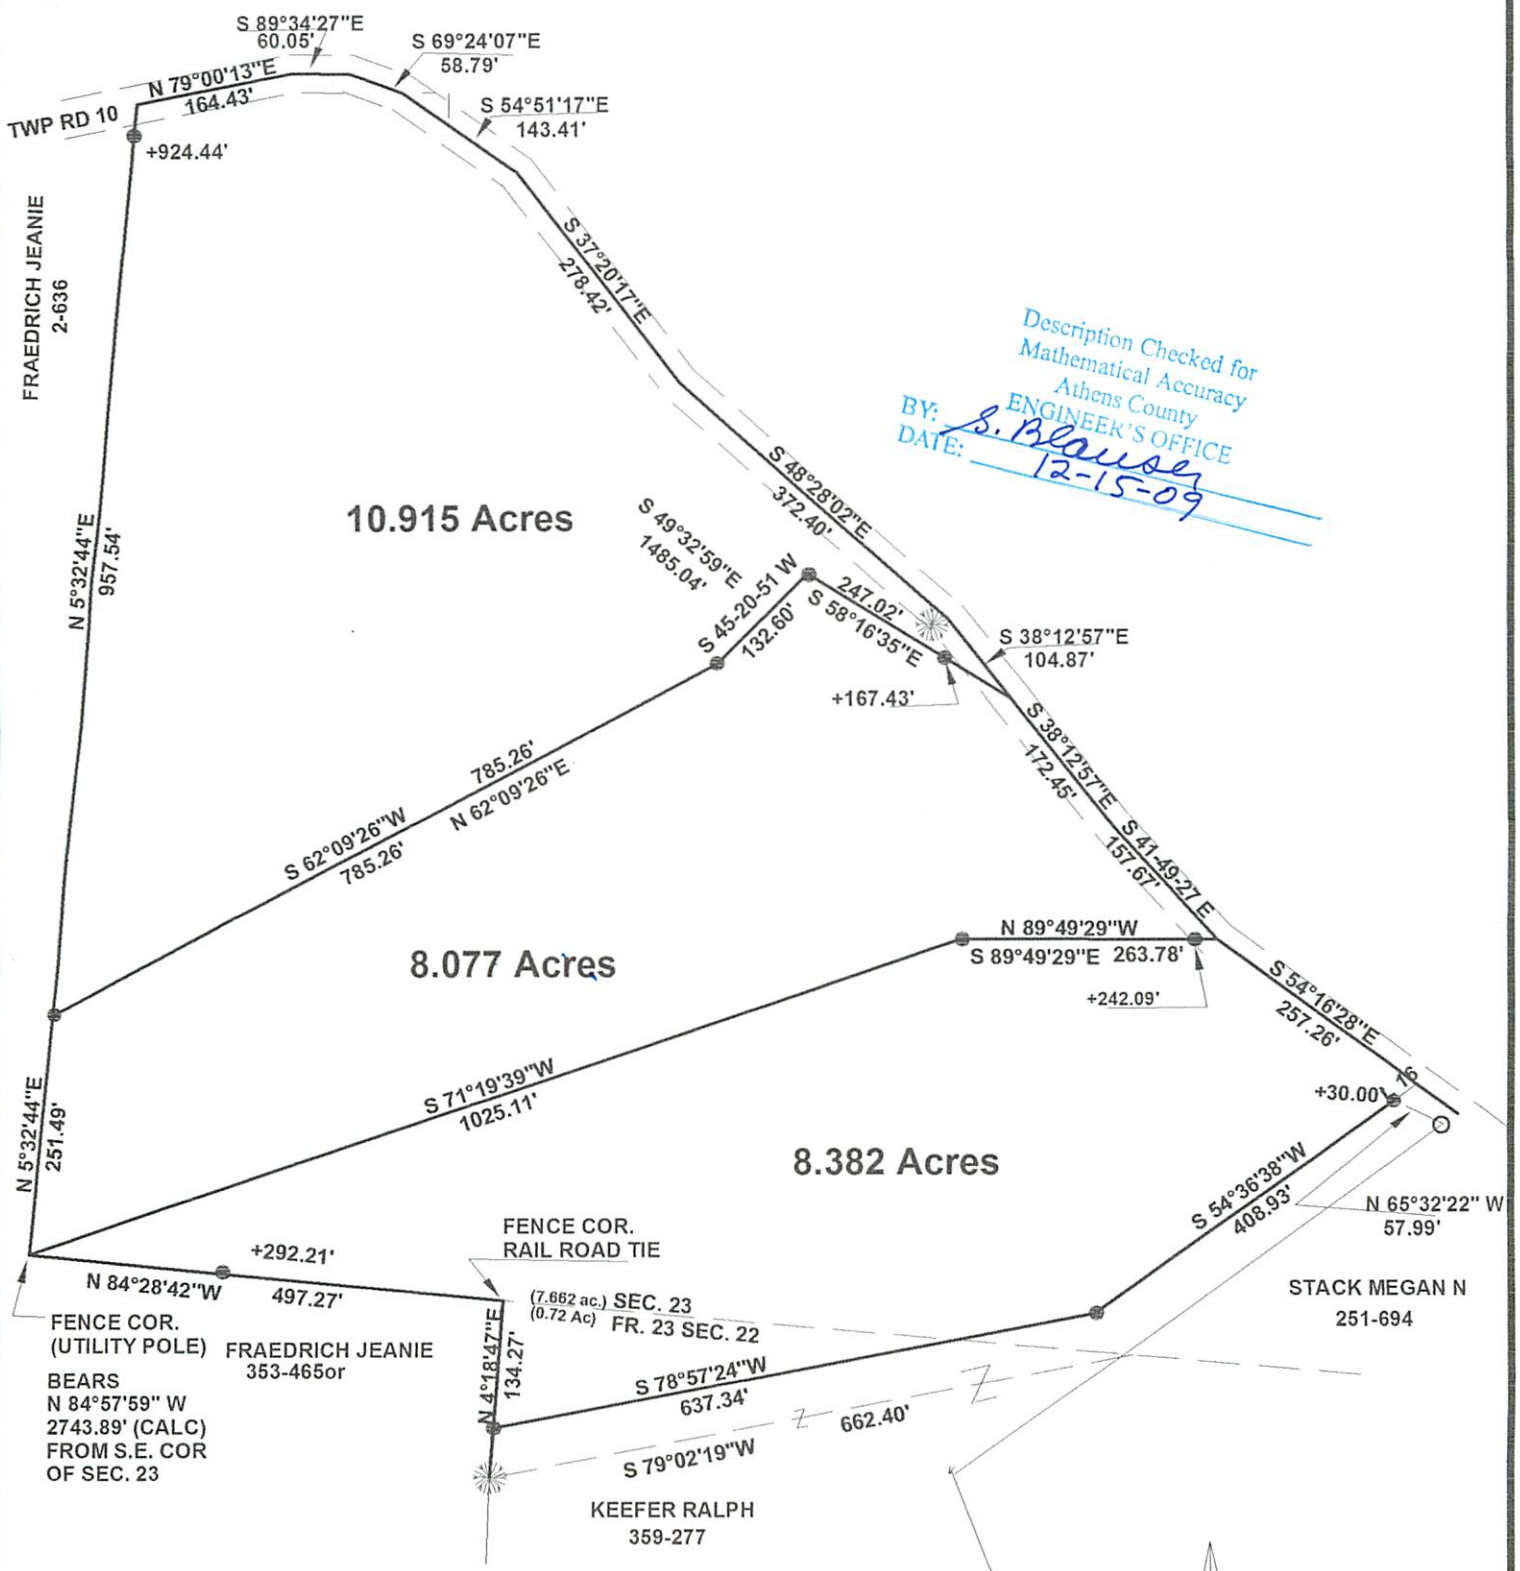 S 89°34'27"E
60.05'
S 69°24'07"E
58.79'
N 79°00'13"E
164.43'
TWP RD 10
S 54°51'17"E
143.41'
+924.44'
FRAEDRICH JEANIE
2-636
S 37°20'17"E
278.42'
Description Checked for
Mathematical Accuracy
Athens County
ENGINEER'S OFFICE
BY: S. Blauser
DATE: 12-15-09
S 48°28'02"E
372.40'
10.915 Acres
S 49°32'59"E
1485.04'
N 5°32'44"E
957.54'
S 45-20-51 W
132.60'
247.02'
S 58°16'35"E
S 38°12'57"E
104.87'
+167.43'
S 38°12'57"E
172.45'
785.26'
N 62°09'26"E
S 62°09'26"W
785.26'
S 41-49-27 E
157.67'
N 89°49'29"W
S 89°49'29"E 263.78'
+242.09'
8.077 Acres
S 54°16'28"E
257.26'
N 5°32'44"E
251.49'
S 71°19'39"W
1025.11'
+30.00'
16
8.382 Acres
S 54°36'38"W
408.93'
N 65°32'22" W
57.99'
FENCE COR.
RAIL ROAD TIE
+292.21'
N 84°28'42"W
497.27'
STACK MEGAN N
251-694
(7.662 ac.) SEC. 23
(0.72 Ac) FR. 23 SEC. 22
FENCE COR.
(UTILITY POLE)
FRAEDRICH JEANIE
353-465or
N 4°18'47"E
134.27'
S 78°57'24"W
637.34'
BEARS
N 84°57'59" W
2743.89' (CALC)
FROM S.E. COR
OF SEC. 23
662.40'
S 79°02'19"W
KEEFER RALPH
359-277